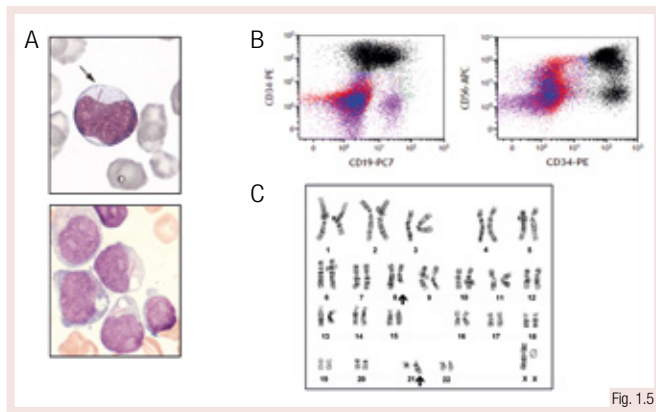 A
B
CD34-PE
CD19-PC7
CD56-APC
CD34-PE
C
1 2 3 4 5
6 7 8 9 10 11 12
13 14 15 16 17 18
19 20 21 22 X X
Fig. 1.5